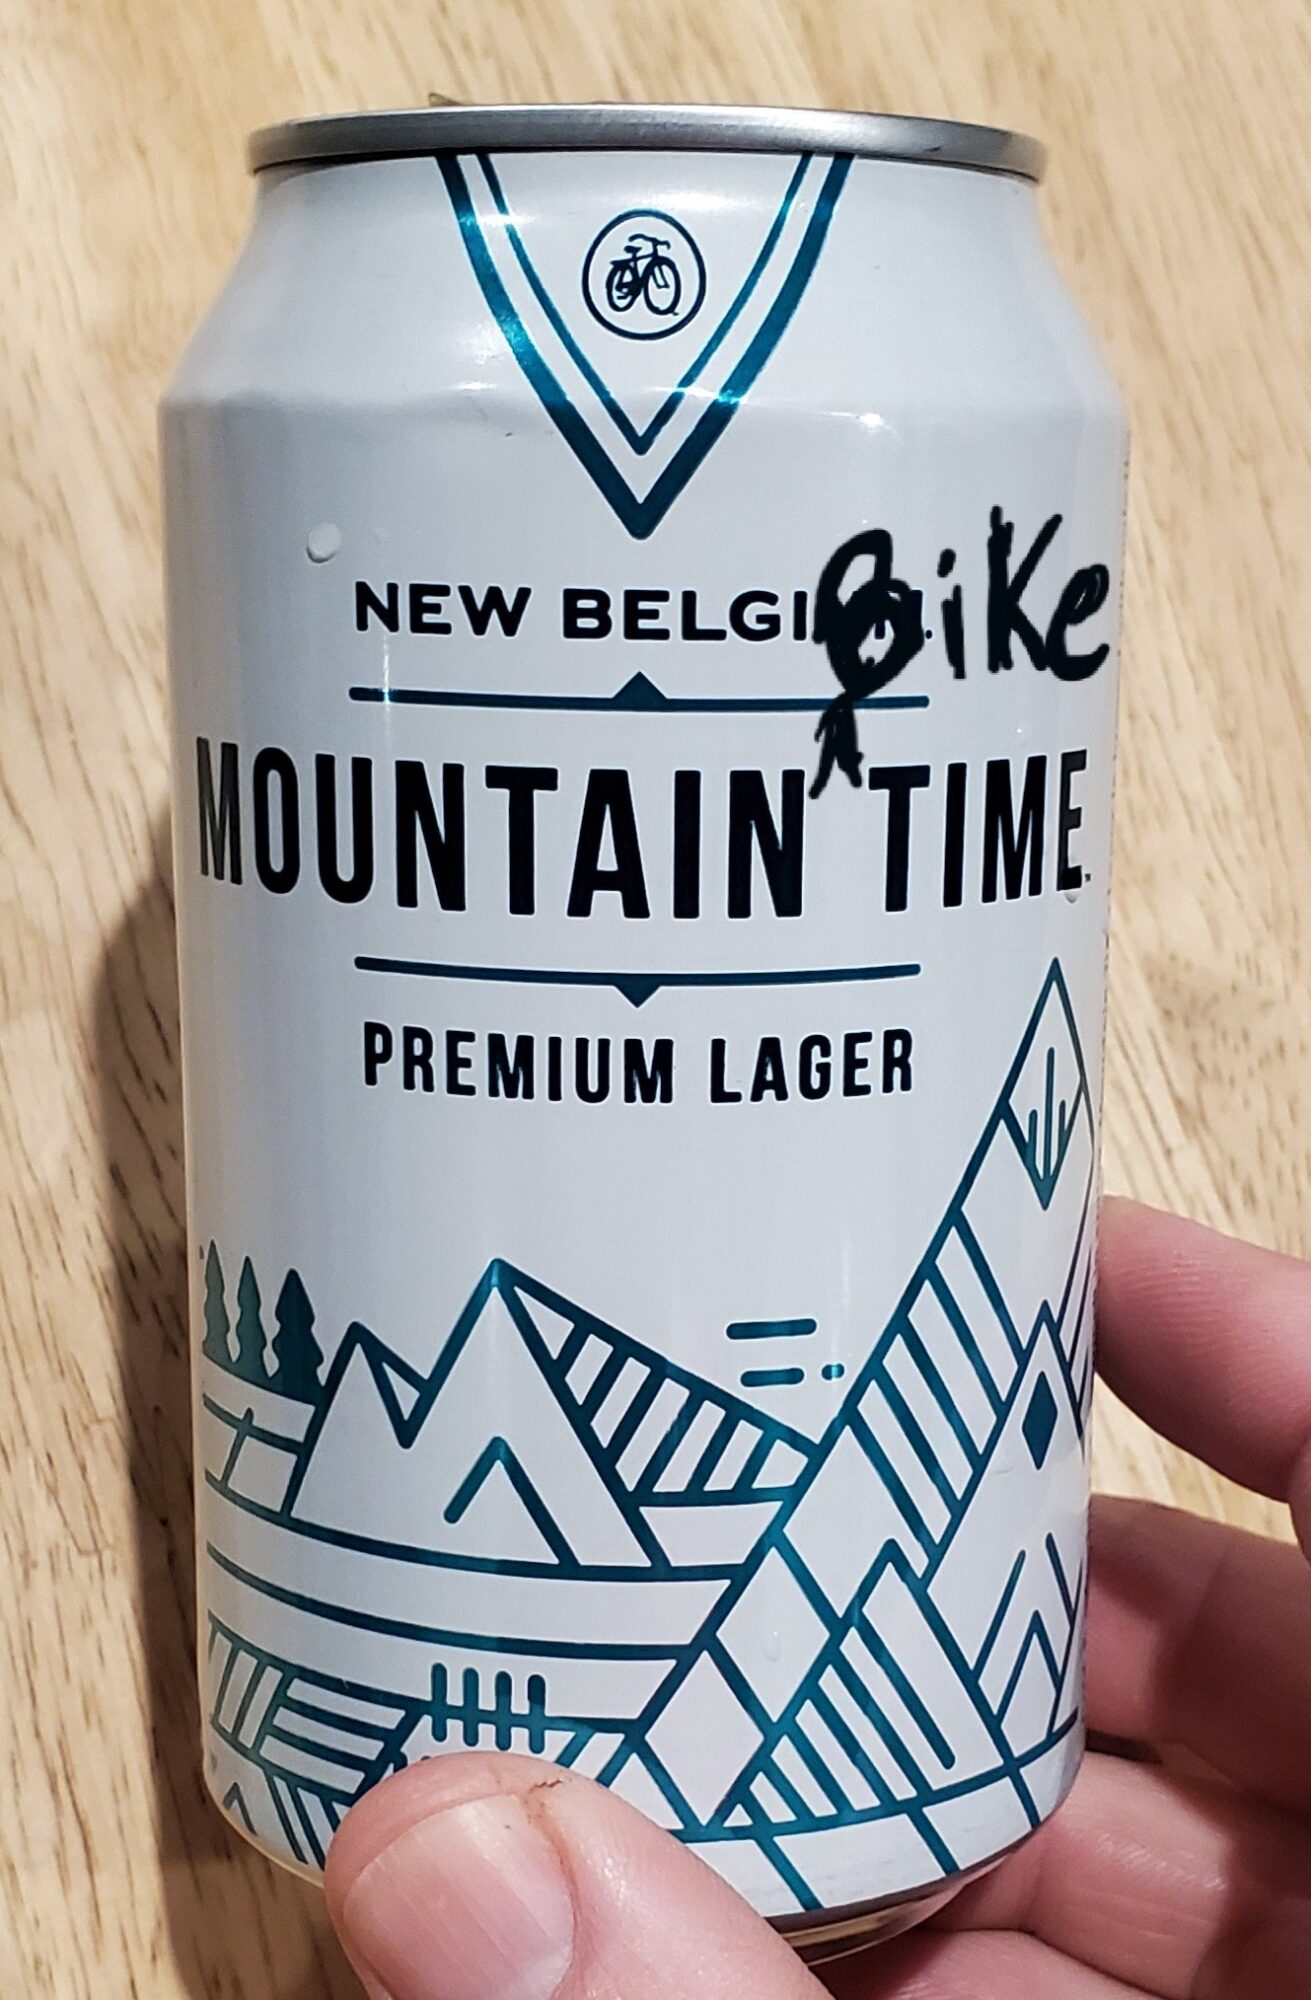 NEW BELGI
Bike
MOUNTAIN TIME
PREMIUM LAGER